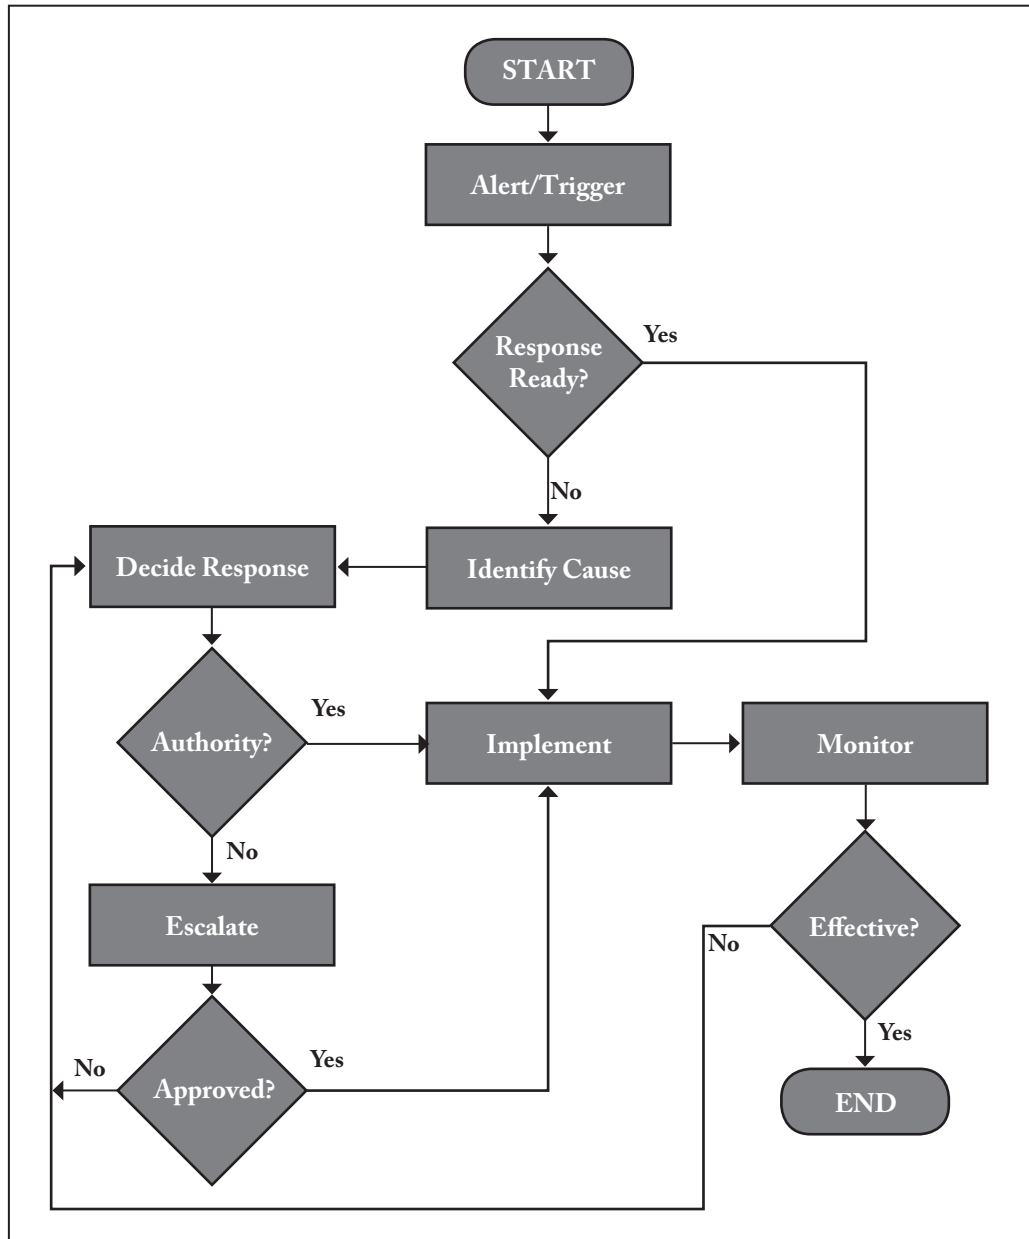 START
Alert/Trigger
Response
Ready?
Yes
No
Decide Response
Identify Cause
Authority?
Yes
Implement
Monitor
No
Escalate
Effective?
No
Approved?
No
Yes
Yes
END